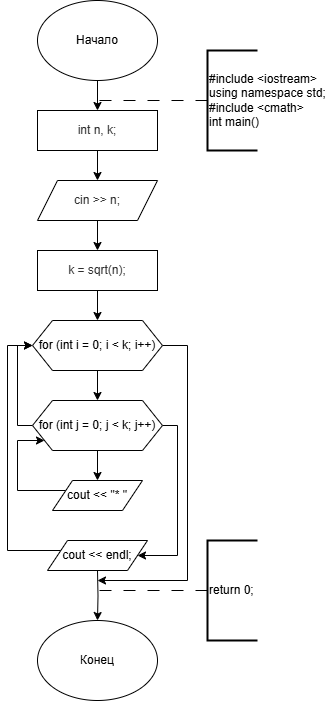 Начало
#include <iostream>
using namespace std;
#include <cmath>
int main()
int n, k;
cin >> n;
k = sqrt(n);
for (int i = 0; i < k; i++)
for (int j = 0; j < k; j++)
cout << "* "
cout << endl;
return 0;
Конец